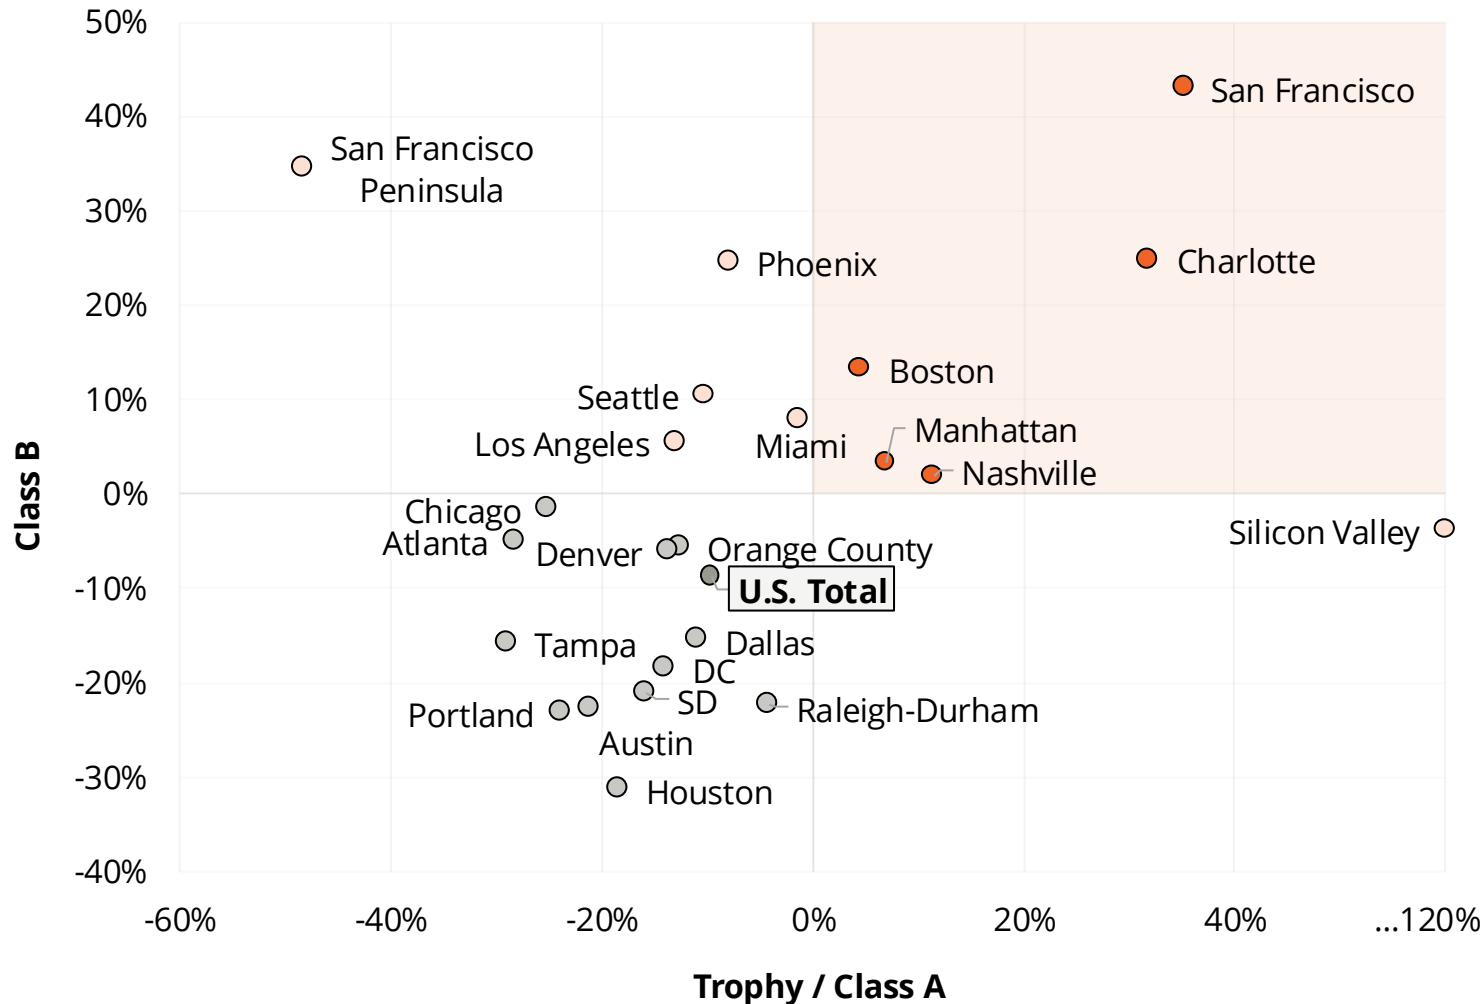 50%
San Francisco
40%
San Francisco
Peninsula
30%
Phoenix
Charlotte
20%
Boston
Seattle
10%
Manhattan
Los Angeles
Miami
Nashville
Class B
0%
Chicago
Silicon Valley
Atlanta
Denver
Orange County
-10%
U.S. Total
Tampa
Dallas
DC
-20%
SD
Portland
Raleigh-Durham
Austin
-30%
Houston
-40%
-60%
-40%
-20%
0%
20%
40%
...120%
Trophy / Class A